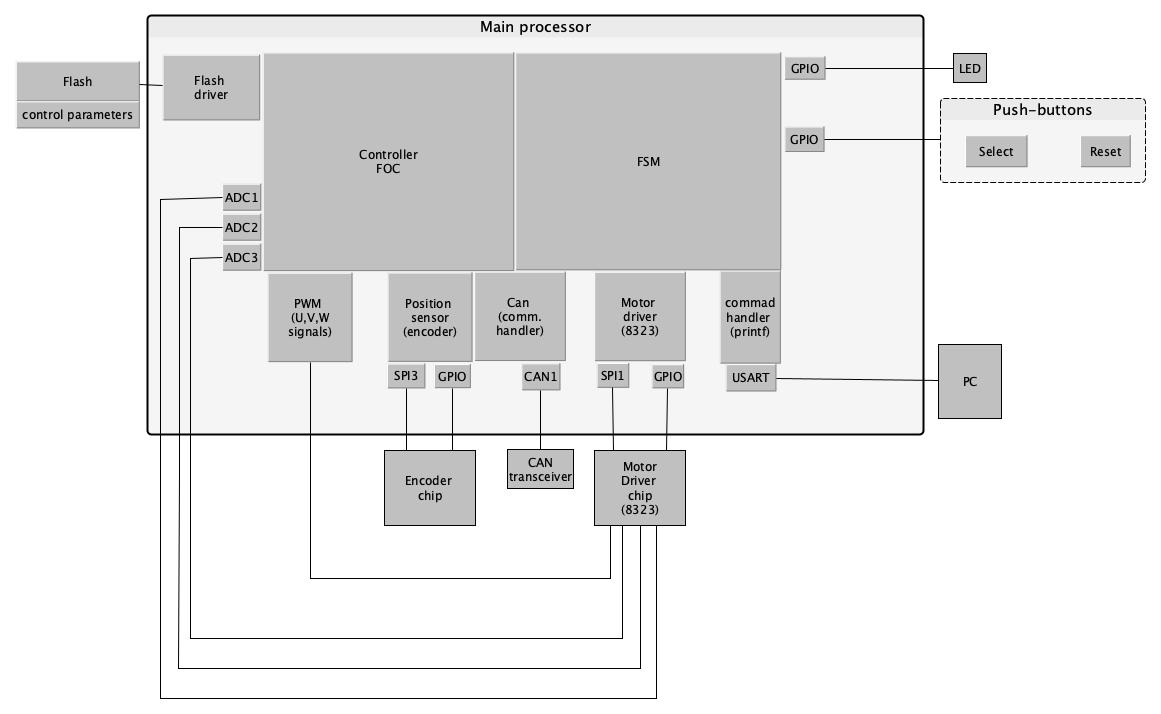 Main processor
Flash
control parameters
Flash
driver
Controller
FOC
FSM
GPIO
LED
GPIO
Push-buttons
Select
Reset
ADC1
ADC2
ADC3
PWM
(U,V,W
signals)
Position
sensor
(encoder)
Can
(comm.
handler)
Motor
driver
(8323)
commad
handler
(printf)
SPI3
GPIO
CAN1
SPI1
GPIO
USART
PC
Encoder
chip
CAN
transceiver
Motor
Driver
chip
(8323)